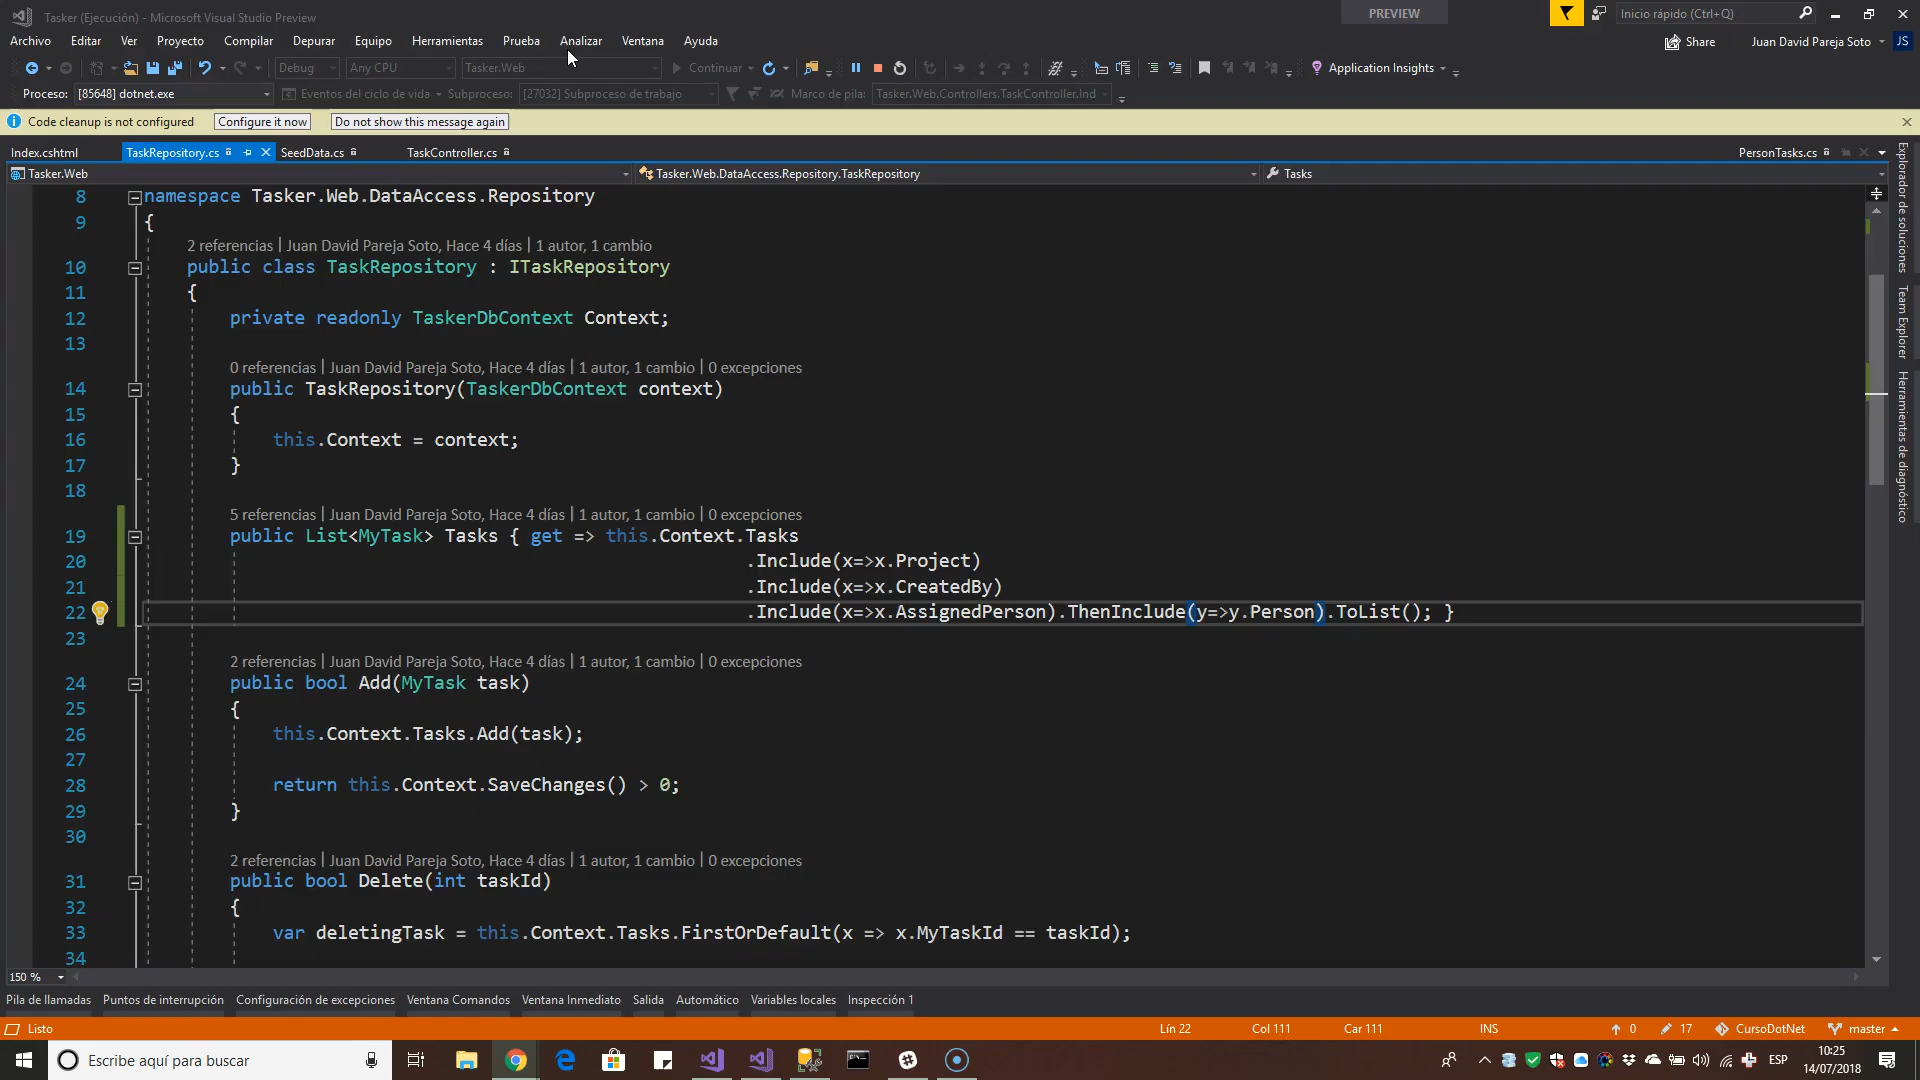 Tasker (Ejecución) - Microsoft Visual Studio Preview
PREVIEW
Inicio rápido (Ctrl+Q)
Archivo Editar Ver Proyecto Compilar Depurar Equipo Herramientas Prueba Analizar Ventana Ayuda
Share Juan David Pareja Soto JS
Debug Any CPU Tasker.Web Continuar Application Insights
Proceso: [85648] dotnet.exe Eventos del ciclo de vida Subproceso: [27032] Subproceso de trabajo Marco de pila: Tasker.Web.Controllers.TaskController.Ind
Code cleanup is not configured Configure it now Do not show this message again
Index.cshtml TaskRepository.cs SeedData.cs TaskController.cs PersonTasks.cs
Tasker.Web Tasker.Web.DataAccess.Repository.TaskRepository Tasks
8 namespace Tasker.Web.DataAccess.Repository
9 {
2 referencias | Juan David Pareja Soto, Hace 4 días | 1 autor, 1 cambio
10 public class TaskRepository : ITaskRepository
11 {
12 private readonly TaskerDbContext Context;
13
0 referencias | Juan David Pareja Soto, Hace 4 días | 1 autor, 1 cambio | 0 excepciones
14 public TaskRepository(TaskerDbContext context)
15 {
16 this.Context = context;
17 }
18
5 referencias | Juan David Pareja Soto, Hace 4 días | 1 autor, 1 cambio | 0 excepciones
19 public List<MyTask> Tasks { get => this.Context.Tasks
20 .Include(x=>x.Project)
21 .Include(x=>x.CreatedBy)
22 .Include(x=>x.AssignedPerson).ThenInclude(y=>y.Person).ToList(); }
23
2 referencias | Juan David Pareja Soto, Hace 4 días | 1 autor, 1 cambio | 0 excepciones
24 public bool Add(MyTask task)
25 {
26 this.Context.Tasks.Add(task);
27
28 return this.Context.SaveChanges() > 0;
29 }
30
2 referencias | Juan David Pareja Soto, Hace 4 días | 1 autor, 1 cambio | 0 excepciones
31 public bool Delete(int taskId)
32 {
33 var deletingTask = this.Context.Tasks.FirstOrDefault(x => x.MyTaskId == taskId);
34
Explorador de soluciones
Team Explorer
Herramientas de diagnóstico
150 %
Pila de llamadas Puntos de interrupción Configuración de excepciones Ventana Comandos Ventana Inmediato Salida Automático Variables locales Inspección 1
Listo Lín 22 Col 111 Car 111 INS 0 17 CursoDotNet master
Escribe aquí para buscar
ESP
10:25
14/07/2018